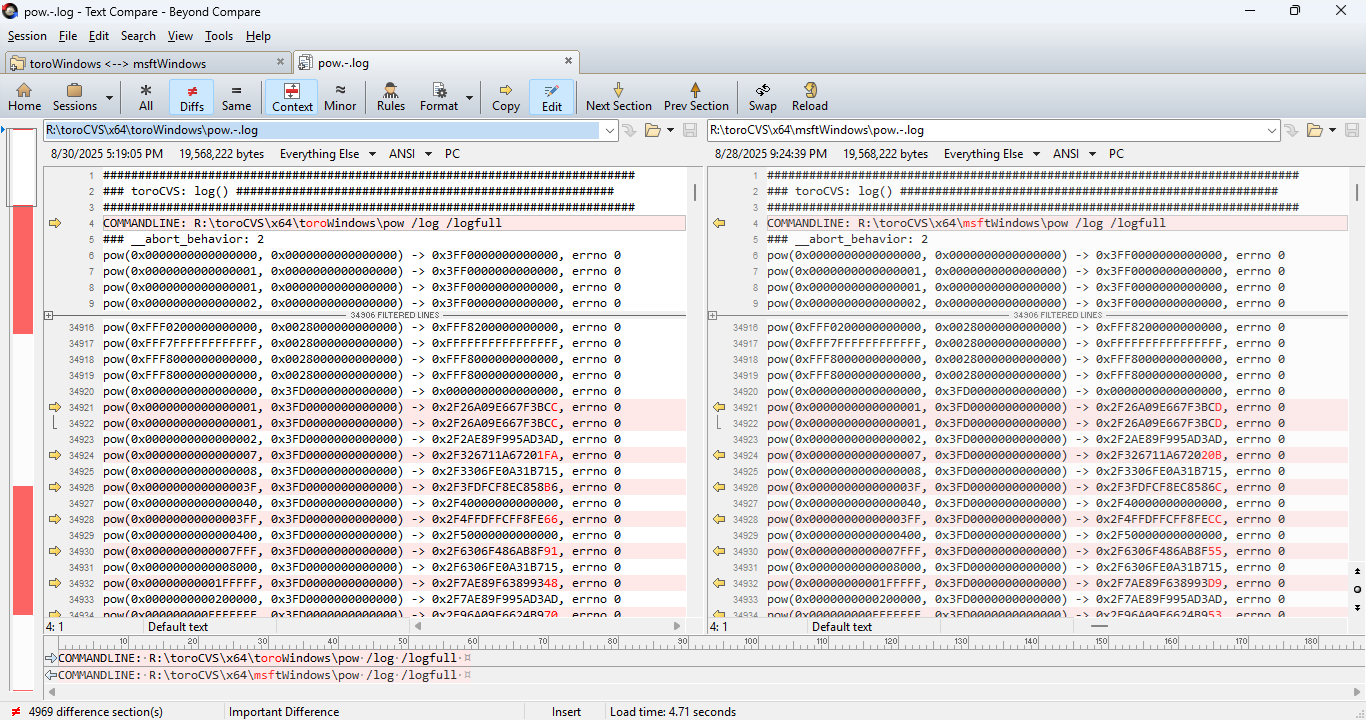 pow.-.log - Text Compare - Beyond Compare
Session File Edit Search View Tools Help
toroWindows <--> msftWindows
pow.-.log
Home Sessions All Diffs Same Context Minor Rules Format Copy Edit Next Section Prev Section Swap Reload
R:\toroCVS\x64\toroWindows\pow.-.log
8/30/2025 5:19:05 PM 19,568,222 bytes Everything Else ANSI PC
1 ################################################################################
2 ### toroCVS: log() #########################################################
3 ################################################################################
4 COMMANDLINE: R:\toroCVS\x64\toroWindows\pow /log /logfull
5 ### __abort_behavior: 2
6 pow(0x0000000000000000, 0x0000000000000000) -> 0x3FF0000000000000, errno 0
7 pow(0x0000000000000001, 0x0000000000000000) -> 0x3FF0000000000000, errno 0
8 pow(0x0000000000000001, 0x0000000000000000) -> 0x3FF0000000000000, errno 0
9 pow(0x0000000000000002, 0x0000000000000000) -> 0x3FF0000000000000, errno 0
34906 FILTERED LINES
34916 pow(0xFFF0200000000000, 0x0028000000000000) -> 0xFFF8200000000000, errno 0
34917 pow(0xFFF7FFFFFFFFFFFF, 0x0028000000000000) -> 0xFFFFFFFFFFFFFFFF, errno 0
34918 pow(0xFFF8000000000000, 0x0028000000000000) -> 0xFFF8000000000000, errno 0
34919 pow(0xFFF8000000000000, 0x0028000000000000) -> 0xFFF8000000000000, errno 0
34920 pow(0x0000000000000000, 0x3FD0000000000000) -> 0x0000000000000000, errno 0
34921 pow(0x0000000000000001, 0x3FD0000000000000) -> 0x2F26A09E667F3BCC, errno 0
34922 pow(0x0000000000000001, 0x3FD0000000000000) -> 0x2F26A09E667F3BCC, errno 0
34923 pow(0x0000000000000002, 0x3FD0000000000000) -> 0x2F2AE89F995AD3AD, errno 0
34924 pow(0x0000000000000007, 0x3FD0000000000000) -> 0x2F326711A67201FA, errno 0
34925 pow(0x0000000000000008, 0x3FD0000000000000) -> 0x2F3306FE0A31B715, errno 0
34926 pow(0x000000000000003F, 0x3FD0000000000000) -> 0x2F3FDFCF8EC858B6, errno 0
34927 pow(0x0000000000000040, 0x3FD0000000000000) -> 0x2F40000000000000, errno 0
34928 pow(0x00000000000003FF, 0x3FD0000000000000) -> 0x2F4FFDFFCFF8FE66, errno 0
34929 pow(0x0000000000000400, 0x3FD0000000000000) -> 0x2F50000000000000, errno 0
34930 pow(0x0000000000007FFF, 0x3FD0000000000000) -> 0x2F6306F486AB8F91, errno 0
34931 pow(0x0000000000008000, 0x3FD0000000000000) -> 0x2F6306FE0A31B715, errno 0
34932 pow(0x00000000001FFFFF, 0x3FD0000000000000) -> 0x2F7AE89F63899348, errno 0
34933 pow(0x0000000000200000, 0x3FD0000000000000) -> 0x2F7AE89F995AD3AD, errno 0
34934 pow(0x000000000FFFFFFF, 0x3FD0000000000000) -> 0x2F96A09F6624B970, errno 0
4: 1 Default text
R:\toroCVS\x64\msftWindows\pow.-.log
8/28/2025 9:24:39 PM 19,568,222 bytes Everything Else ANSI PC
1 ################################################################################
2 ### toroCVS: log() #########################################################
3 ################################################################################
4 COMMANDLINE: R:\toroCVS\x64\msftWindows\pow /log /logfull
5 ### __abort_behavior: 2
6 pow(0x0000000000000000, 0x0000000000000000) -> 0x3FF0000000000000, errno 0
7 pow(0x0000000000000001, 0x0000000000000000) -> 0x3FF0000000000000, errno 0
8 pow(0x0000000000000001, 0x0000000000000000) -> 0x3FF0000000000000, errno 0
9 pow(0x0000000000000002, 0x0000000000000000) -> 0x3FF0000000000000, errno 0
34906 FILTERED LINES
34916 pow(0xFFF0200000000000, 0x0028000000000000) -> 0xFFF8200000000000, errno 0
34917 pow(0xFFF7FFFFFFFFFFFF, 0x0028000000000000) -> 0xFFFFFFFFFFFFFFFF, errno 0
34918 pow(0xFFF8000000000000, 0x0028000000000000) -> 0xFFF8000000000000, errno 0
34919 pow(0xFFF8000000000000, 0x0028000000000000) -> 0xFFF8000000000000, errno 0
34920 pow(0x0000000000000000, 0x3FD0000000000000) -> 0x0000000000000000, errno 0
34921 pow(0x0000000000000001, 0x3FD0000000000000) -> 0x2F26A09E667F3BCD, errno 0
34922 pow(0x0000000000000001, 0x3FD0000000000000) -> 0x2F26A09E667F3BCD, errno 0
34923 pow(0x0000000000000002, 0x3FD0000000000000) -> 0x2F2AE89F995AD3AD, errno 0
34924 pow(0x0000000000000007, 0x3FD0000000000000) -> 0x2F326711A672020B, errno 0
34925 pow(0x0000000000000008, 0x3FD0000000000000) -> 0x2F3306FE0A31B715, errno 0
34926 pow(0x000000000000003F, 0x3FD0000000000000) -> 0x2F3FDFCF8EC8586C, errno 0
34927 pow(0x0000000000000040, 0x3FD0000000000000) -> 0x2F40000000000000, errno 0
34928 pow(0x00000000000003FF, 0x3FD0000000000000) -> 0x2F4FFDFFCFF8FECC, errno 0
34929 pow(0x0000000000000400, 0x3FD0000000000000) -> 0x2F50000000000000, errno 0
34930 pow(0x0000000000007FFF, 0x3FD0000000000000) -> 0x2F6306F486AB8F55, errno 0
34931 pow(0x0000000000008000, 0x3FD0000000000000) -> 0x2F6306FE0A31B715, errno 0
34932 pow(0x00000000001FFFFF, 0x3FD0000000000000) -> 0x2F7AE89F638993D9, errno 0
34933 pow(0x0000000000200000, 0x3FD0000000000000) -> 0x2F7AE89F995AD3AD, errno 0
34934 pow(0x000000000FFFFFFF, 0x3FD0000000000000) -> 0x2F96A09F6624B953, errno 0
4: 1 Default text
10 20 30 40 50 60 70 80 90 100 110 120 130 140 150 160 170 180
COMMANDLINE:·R:\toroCVS\x64\toroWindows\pow·/log·/logfull·¤
COMMANDLINE:·R:\toroCVS\x64\msftWindows\pow·/log·/logfull·¤
4969 difference section(s) Important Difference Insert Load time: 4.71 seconds